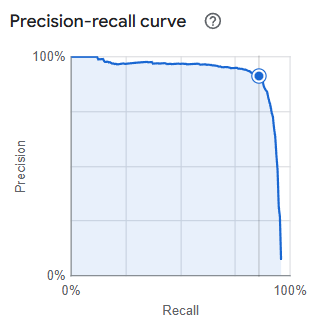 Precision-recall curve
100%
Precision
0%
0%
100%
Recall